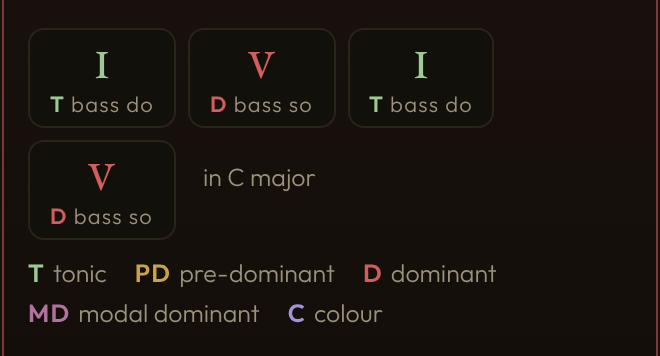 I V I
T bass do D bass so T bass do
V
D bass so in C major
T tonic PD pre-dominant D dominant
MD modal dominant C colour